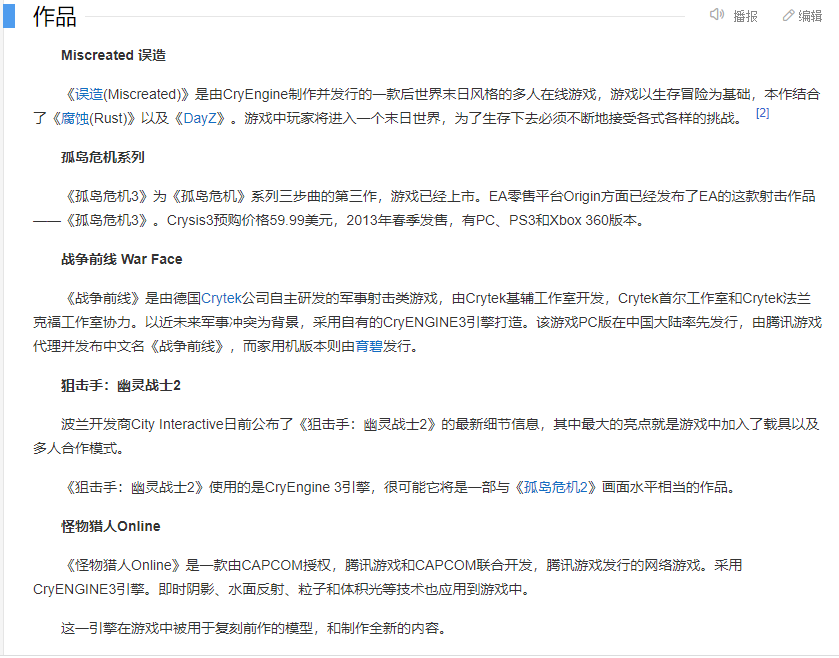 作品
播报 编辑
Miscreated 误造
《误造(Miscreated)》是由CryEngine制作并发行的一款后世界末日风格的多人在线游戏，游戏以生存冒险为基础，本作结合
了《腐蚀(Rust)》以及《DayZ》。游戏中玩家将进入一个末日世界，为了生存下去必须不断地接受各式各样的挑战。 [2]
孤岛危机系列
《孤岛危机3》为《孤岛危机》系列三步曲的第三作，游戏已经上市。EA零售平台Origin方面已经发布了EA的这款射击作品
——《孤岛危机3》。Crysis3预购价格59.99美元，2013年春季发售，有PC、PS3和Xbox 360版本。
战争前线 War Face
《战争前线》是由德国Crytek公司自主研发的军事射击类游戏，由Crytek基辅工作室开发，Crytek首尔工作室和Crytek法兰
克福工作室协力。以近未来军事冲突为背景，采用自有的CryENGINE3引擎打造。该游戏PC版在中国大陆率先发行，由腾讯游戏
代理并发布中文名《战争前线》，而家用机版本则由育碧发行。
狙击手：幽灵战士2
波兰开发商City Interactive日前公布了《狙击手：幽灵战士2》的最新细节信息，其中最大的亮点就是游戏中加入了载具以及
多人合作模式。
《狙击手：幽灵战士2》使用的是CryEngine 3引擎，很可能它将是一部与《孤岛危机2》画面水平相当的作品。
怪物猎人Online
《怪物猎人Online》是一款由CAPCOM授权，腾讯游戏和CAPCOM联合开发，腾讯游戏发行的网络游戏。采用
CryENGINE3引擎。即时阴影、水面反射、粒子和体积光等技术也应用到游戏中。
这一引擎在游戏中被用于复刻前作的模型，和制作全新的内容。